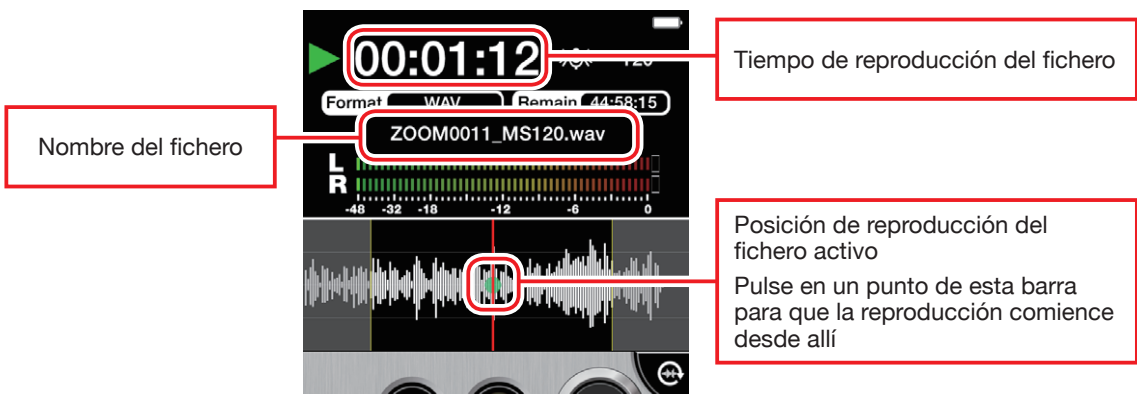 00:01:12
120
Tiempo de reproducción del fichero
Format WAV Remain 44:58:15
Nombre del fichero
ZOOM0011_MS120.wav
L
R
-48 -32 -18 -12 -6 0
Posición de reproducción del
fichero activo
Pulse en un punto de esta barra
para que la reproducción comience
desde allí